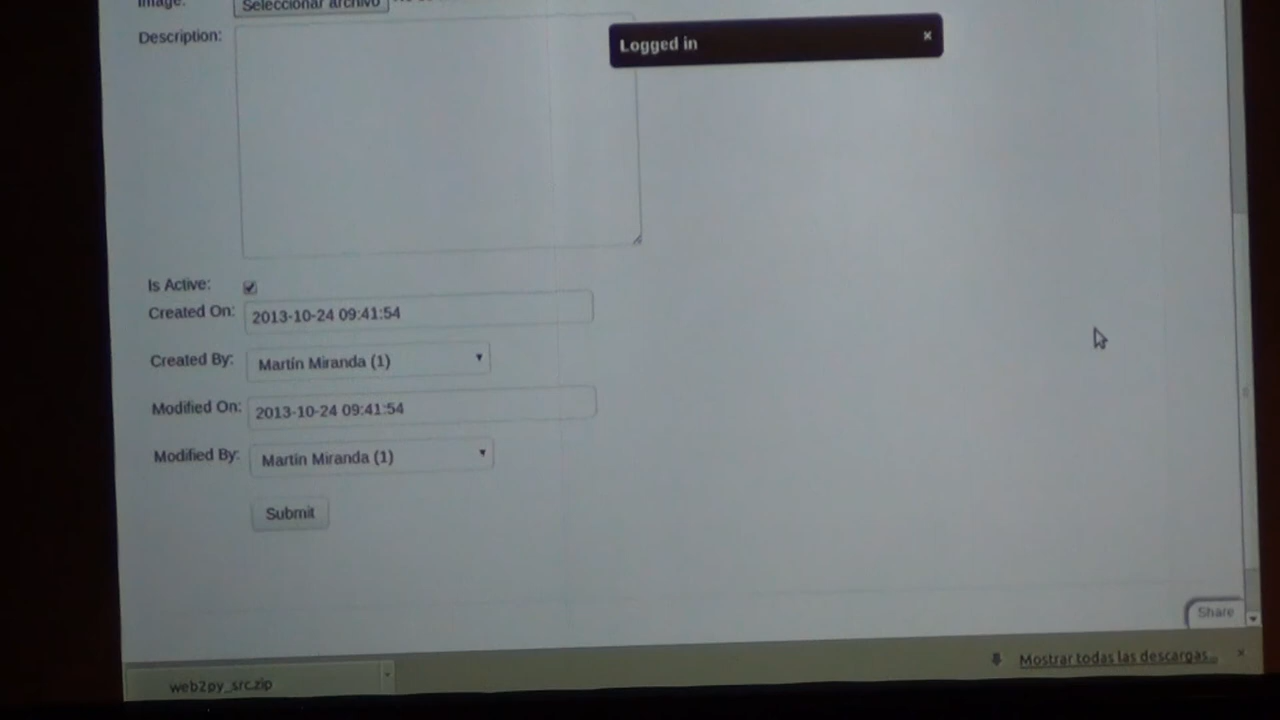 Image:
Seleccionar archivo
Description:
Logged in ×
Is Active:
Created On: 2013-10-24 09:41:54
Created By: Martín Miranda (1)
Modified On: 2013-10-24 09:41:54
Modified By: Martín Miranda (1)
Submit
Share
web2py_src.zip
Mostrar todas las descargas... ×